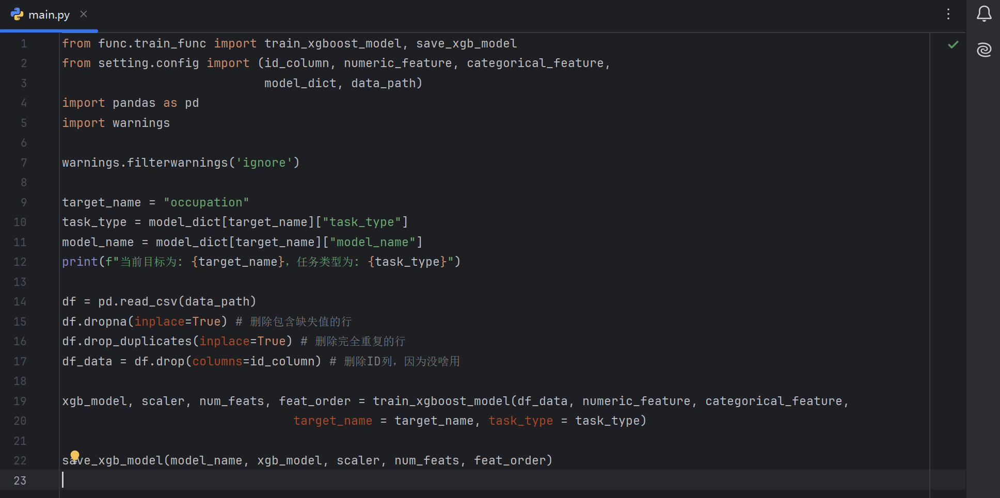 main.py
1 from func.train_func import train_xgboost_model, save_xgb_model
2 from setting.config import (id_column, numeric_feature, categorical_feature,
3 model_dict, data_path)
4 import pandas as pd
5 import warnings
6
7 warnings.filterwarnings('ignore')
8
9 target_name = "occupation"
10 task_type = model_dict[target_name]["task_type"]
11 model_name = model_dict[target_name]["model_name"]
12 print(f"当前目标为: {target_name}，任务类型为: {task_type}")
13
14 df = pd.read_csv(data_path)
15 df.dropna(inplace=True) # 删除包含缺失值的行
16 df.drop_duplicates(inplace=True) # 删除完全重复的行
17 df_data = df.drop(columns=id_column) # 删除ID列，因为没啥用
18
19 xgb_model, scaler, num_feats, feat_order = train_xgboost_model(df_data, numeric_feature, categorical_feature,
20 target_name = target_name, task_type = task_type)
21
22 save_xgb_model(model_name, xgb_model, scaler, num_feats, feat_order)
23